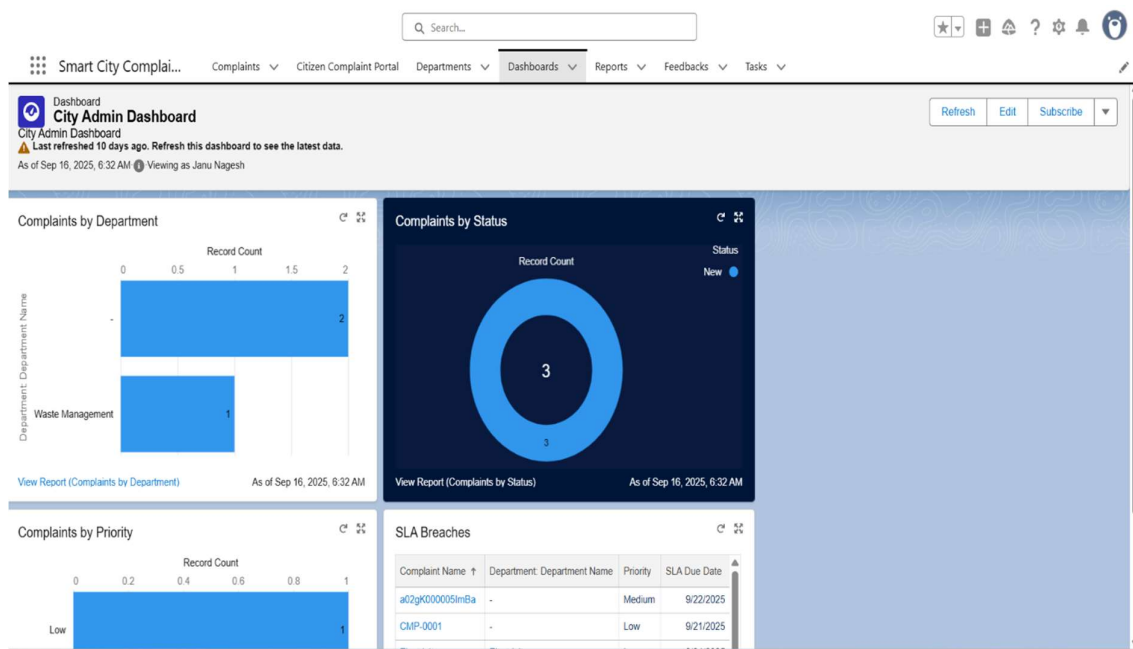 Search...
Smart City Complai...
Complaints
Citizen Complaint Portal
Departments
Dashboards
Reports
Feedbacks
Tasks
Dashboard
City Admin Dashboard
City Admin Dashboard
Last refreshed 10 days ago. Refresh this dashboard to see the latest data.
As of Sep 16, 2025, 6:32 AM Viewing as Janu Nagesh
Refresh
Edit
Subscribe
Complaints by Department
Record Count
0 0.5 1 1.5 2
Department: Department Name
- 2
Waste Management 1
View Report (Complaints by Department)
As of Sep 16, 2025, 6:32 AM
Complaints by Status
Status
New
Record Count
3
3
View Report (Complaints by Status)
As of Sep 16, 2025, 6:32 AM
Complaints by Priority
Record Count
0 0.2 0.4 0.6 0.8 1
Low 1
SLA Breaches
Complaint Name ↑ Department: Department Name Priority SLA Due Date
a02gK000005ImBa - Medium 9/22/2025
CMP-0001 - Low 9/21/2025